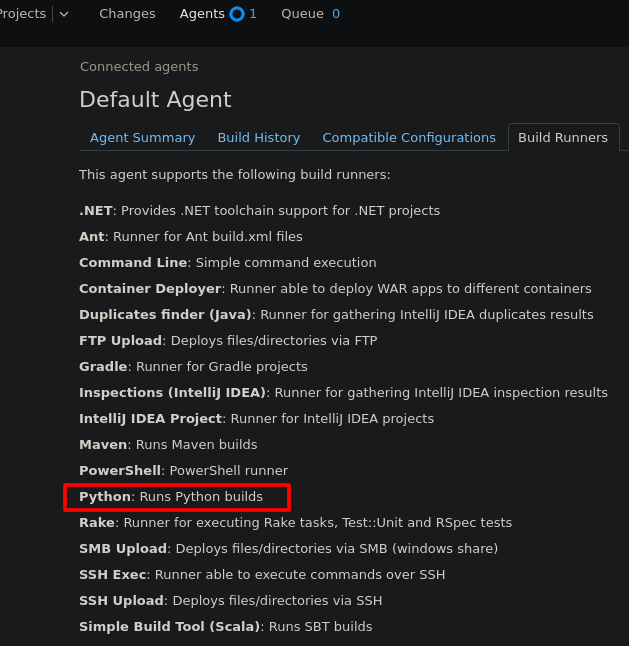 Projects Changes Agents 1 Queue 0
Connected agents
Default Agent
Agent Summary Build History Compatible Configurations Build Runners
This agent supports the following build runners:
.NET: Provides .NET toolchain support for .NET projects
Ant: Runner for Ant build.xml files
Command Line: Simple command execution
Container Deployer: Runner able to deploy WAR apps to different containers
Duplicates finder (Java): Runner for gathering IntelliJ IDEA duplicates results
FTP Upload: Deploys files/directories via FTP
Gradle: Runner for Gradle projects
Inspections (IntelliJ IDEA): Runner for gathering IntelliJ IDEA inspection results
IntelliJ IDEA Project: Runner for IntelliJ IDEA projects
Maven: Runs Maven builds
PowerShell: PowerShell runner
Python: Runs Python builds
Rake: Runner for executing Rake tasks, Test::Unit and RSpec tests
SMB Upload: Deploys files/directories via SMB (windows share)
SSH Exec: Runner able to execute commands over SSH
SSH Upload: Deploys files/directories via SSH
Simple Build Tool (Scala): Runs SBT builds